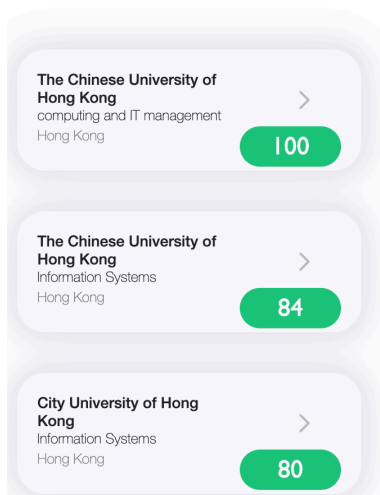 The Chinese University of
Hong Kong
computing and IT management
Hong Kong
100
The Chinese University of
Hong Kong
Information Systems
Hong Kong
84
City University of Hong
Kong
Information Systems
Hong Kong
80